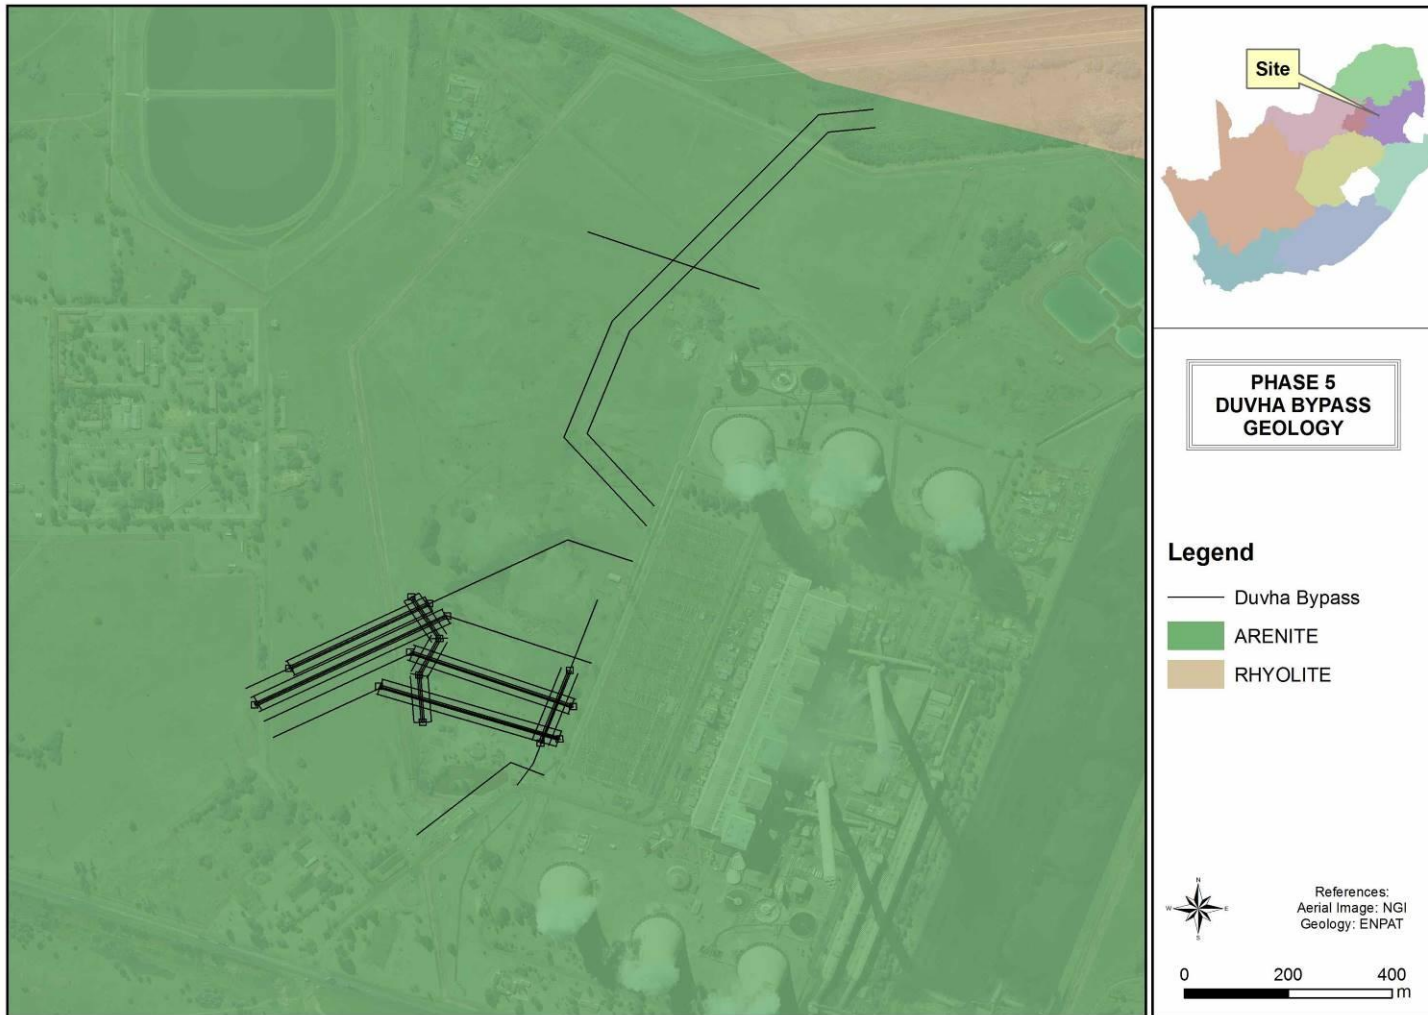 Site
PHASE 5
DUVHA BYPASS
GEOLOGY
Legend
Duvha Bypass
ARENITE
RHYOLITE
N
W E
S
References:
Aerial Image: NGI
Geology: ENPAT
0 200 400
m